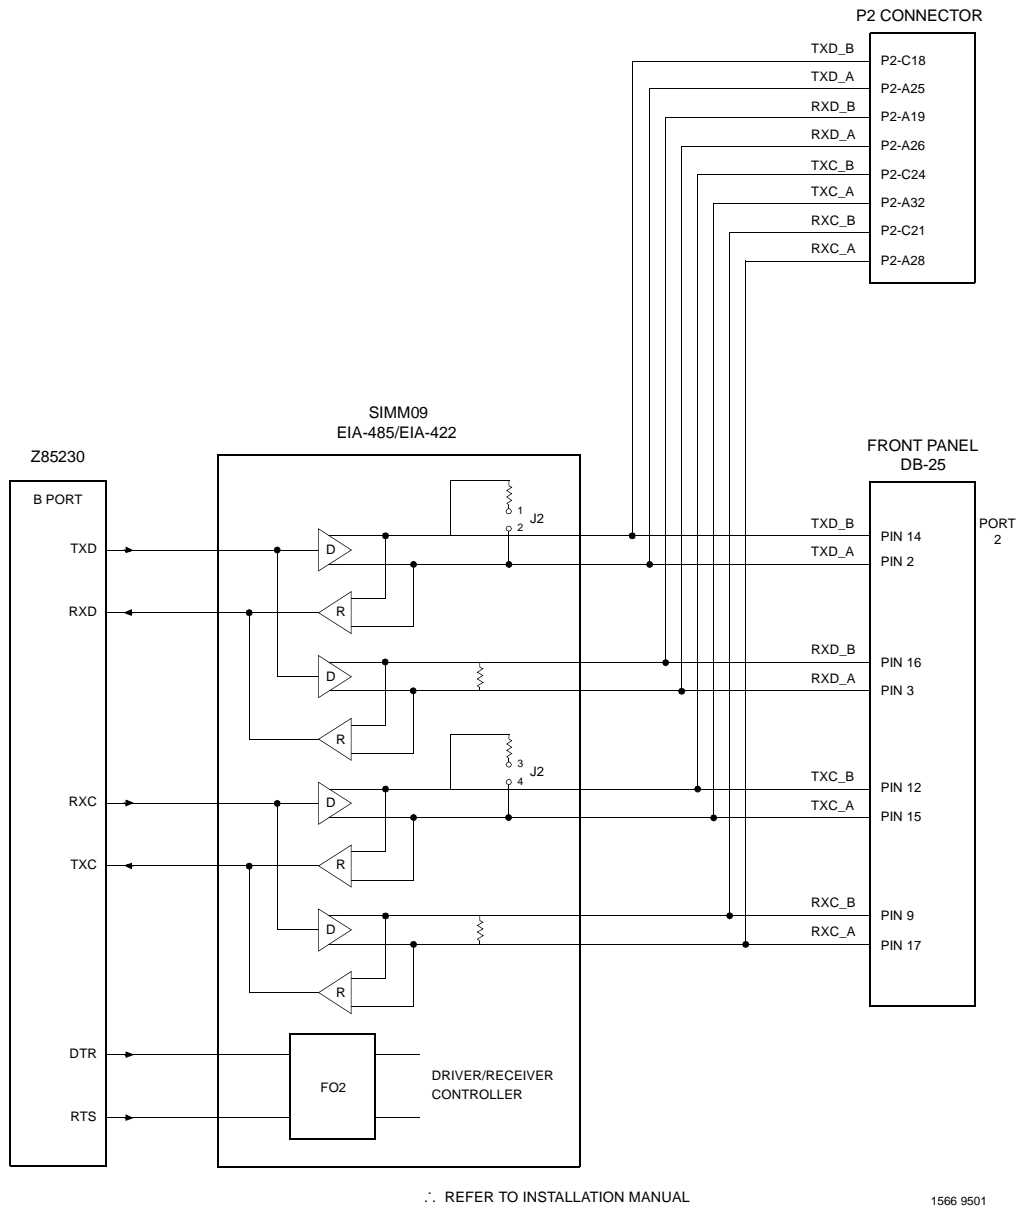 P2 CONNECTOR
TXD_B P2-C18
TXD_A P2-A25
RXD_B P2-A19
RXD_A P2-A26
TXC_B P2-C24
TXC_A P2-A32
RXC_B P2-C21
RXC_A P2-A28
SIMM09
EIA-485/EIA-422
Z85230
FRONT PANEL
DB-25
B PORT
PORT
2
1
J2
2
TXD D TXD_B PIN 14
TXD_A PIN 2
RXD R
RXD_B PIN 16
D RXD_A PIN 3
R
3
J2
4
RXC D TXC_B PIN 12
TXC_A PIN 15
TXC R
RXC_B PIN 9
D RXC_A PIN 17
R
DTR
FO2
DRIVER/RECEIVER
CONTROLLER
RTS
∴ REFER TO INSTALLATION MANUAL
1566 9501